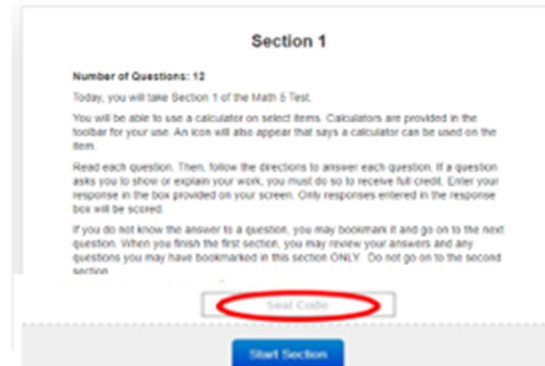 Section 1
Number of Questions: 12
Today, you will take Section 1 of the Math 5 Test.
You will be able to use a calculator on select items. Calculators are provided in the
toolbar for your use. An icon will also appear that says a calculator can be used on the
item.
Read each question. Then, follow the directions to answer each question. If a question
asks you to show or explain your work, you must do so to receive full credit. Enter your
response in the box provided on your screen. Only responses entered in the response
box will be scored.
If you do not know the answer to a question, you may bookmark it and go on to the next
question. When you finish the first section, you may review your answers and any
questions you may have bookmarked in this section ONLY. Do not go on to the second
section
Seal Code
Start Section